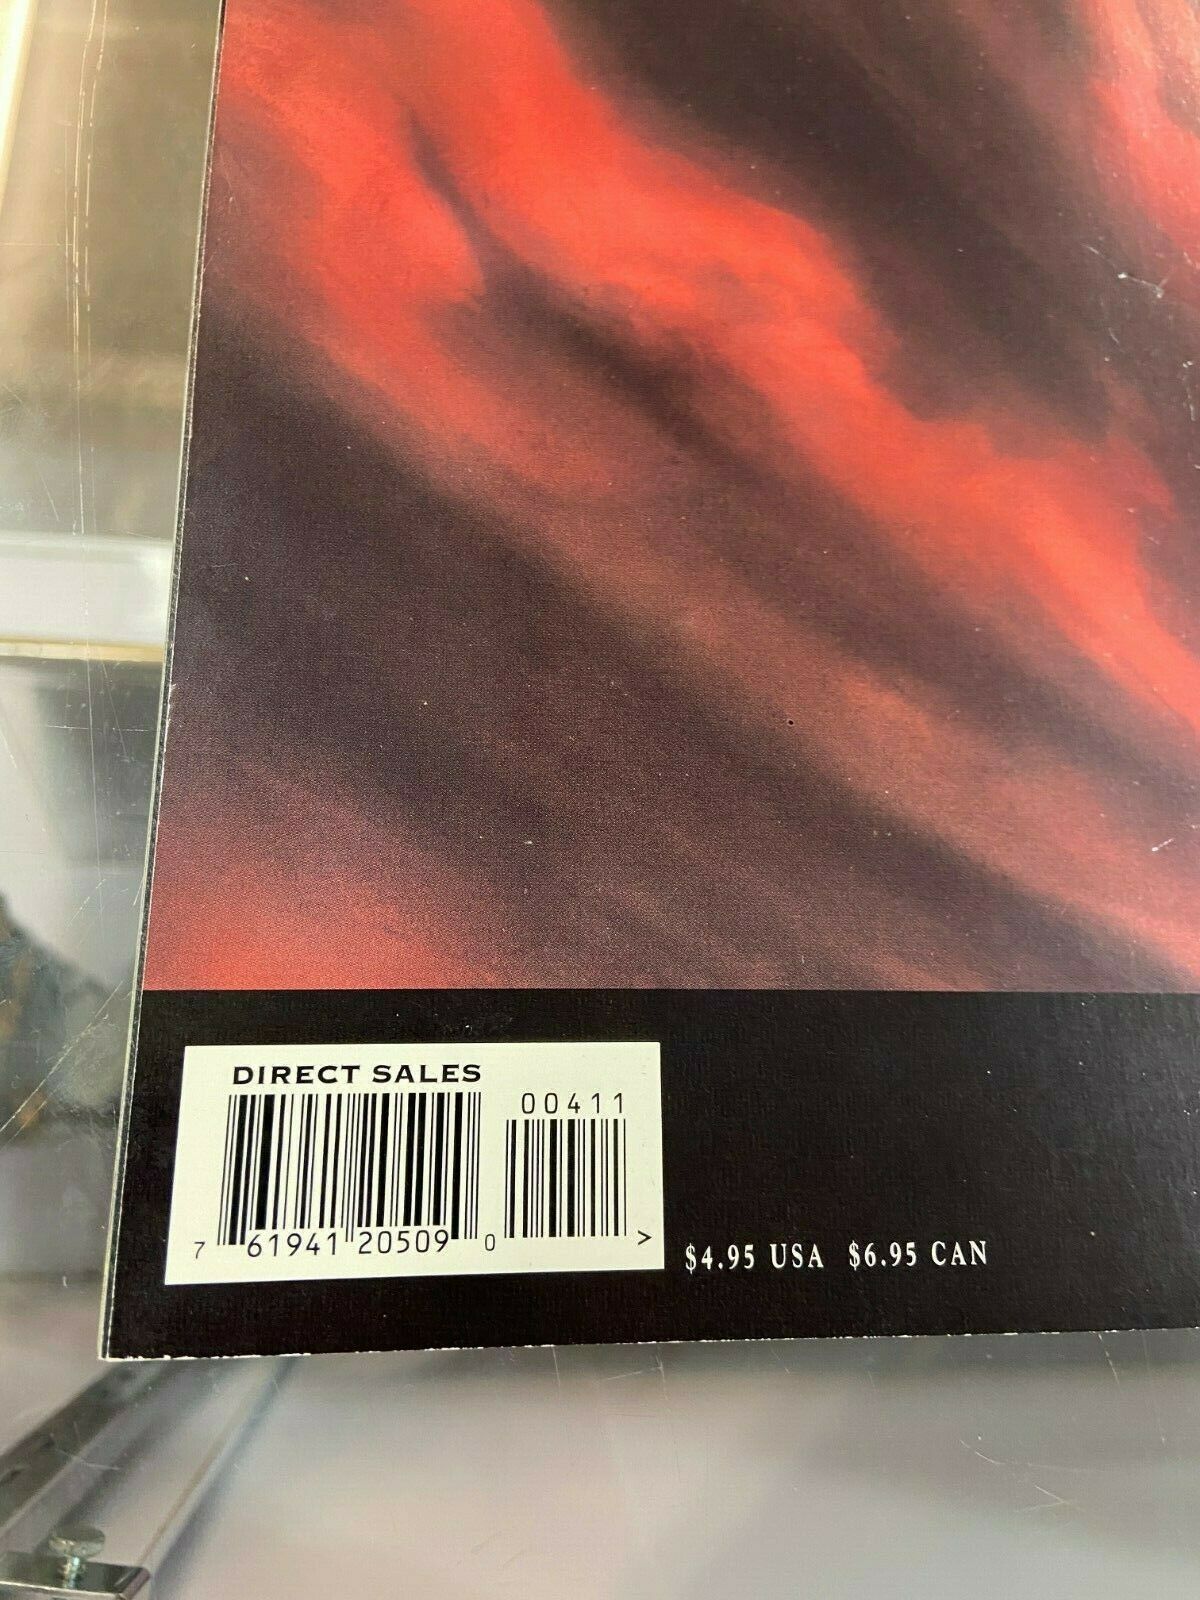 DIRECT SALES
00411
7 61941 20509 0 >
$4.95 USA $6.95 CAN